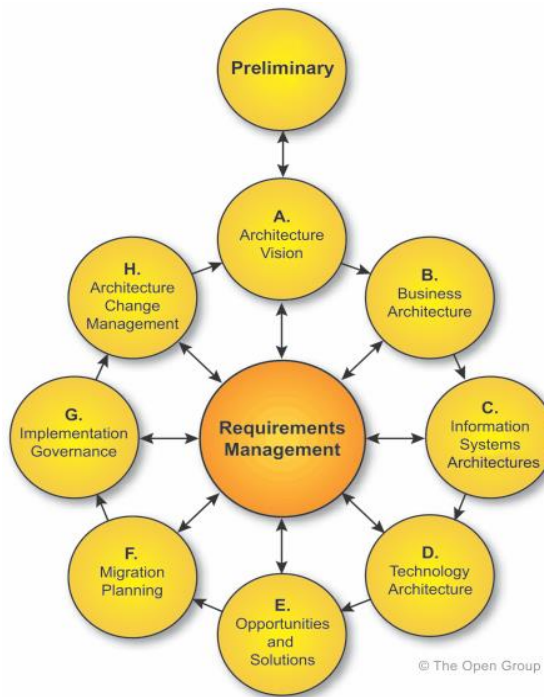 Preliminary
A.
Architecture
Vision
B.
Business
Architecture
C.
Information
Systems
Architectures
D.
Technology
Architecture
E.
Opportunities
and
Solutions
F.
Migration
Planning
G.
Implementation
Governance
H.
Architecture
Change
Management
Requirements
Management
© The Open Group